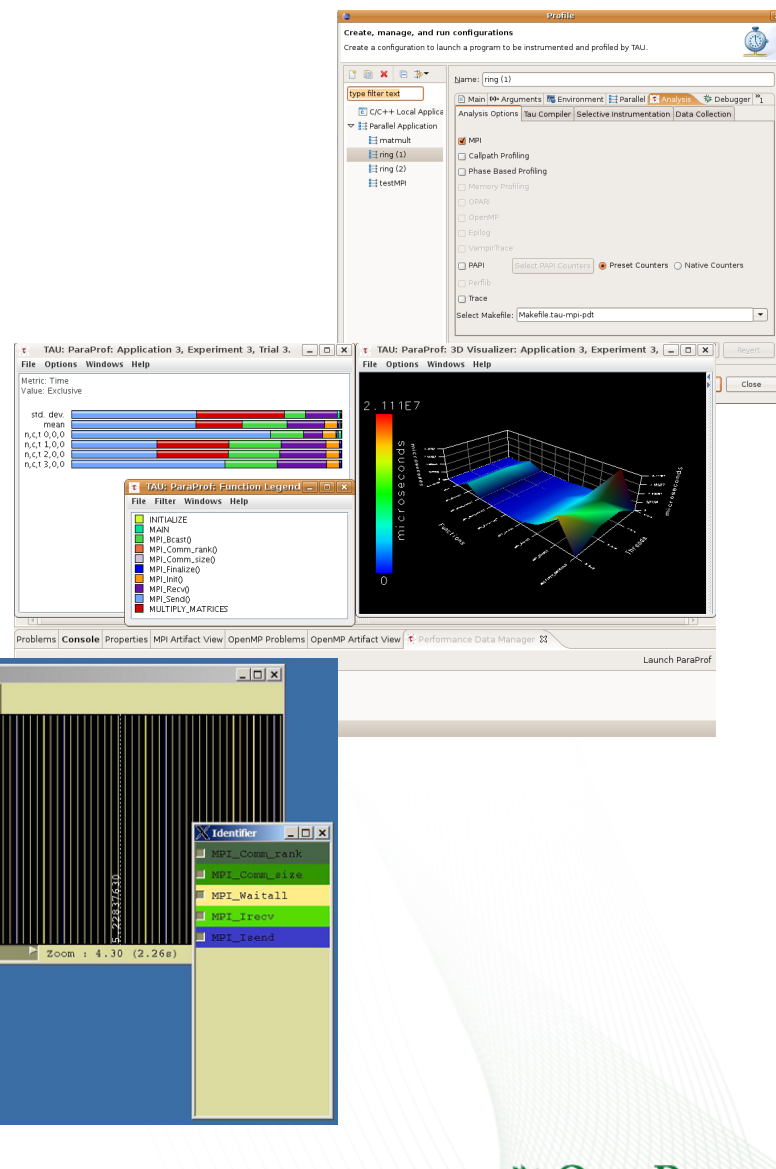 Profile
Create, manage, and run configurations
Create a configuration to launch a program to be instrumented and profiled by TAU.
type filter text
C/C++ Local Applica
Parallel Application
matmult
ring (1)
ring (2)
testMPI
Name: ring (1)
Main Arguments Environment Parallel Analysis Debugger »1
Analysis Options Tau Compiler Selective Instrumentation Data Collection
MPI
Callpath Profiling
Phase Based Profiling
Memory Profiling
OPARI
OpenMP
Epilog
VampirTrace
PAPI Select PAPI Counters Preset Counters Native Counters
Perflib
Trace
Select Makefile: Makefile.tau-mpi-pdt
Revert
Close
TAU: ParaProf: Application 3, Experiment 3, Trial 3.
File Options Windows Help
Metric: Time
Value: Exclusive
std. dev.
mean
n,c,t 0,0,0
n,c,t 1,0,0
n,c,t 2,0,0
n,c,t 3,0,0
TAU: ParaProf: Function Legend
File Filter Windows Help
INITIALIZE
MAIN
MPI_Bcast()
MPI_Comm_rank()
MPI_Comm_size()
MPI_Finalize()
MPI_Init()
MPI_Recv()
MPI_Send()
MULTIPLY_MATRICES
TAU: ParaProf: 3D Visualizer: Application 3, Experiment 3,
File Options Windows Help
2.111E7
microseconds
0
microseconds
Functions
Threads
microseconds
Problems Console Properties MPI Artifact View OpenMP Problems OpenMP Artifact View Performance Data Manager
Launch ParaProf
5.22837630
Zoom : 4.30 (2.26s)
Identifier
MPI_Comm_rank
MPI_Comm_size
MPI_Waitall
MPI_Irecv
MPI_Isend